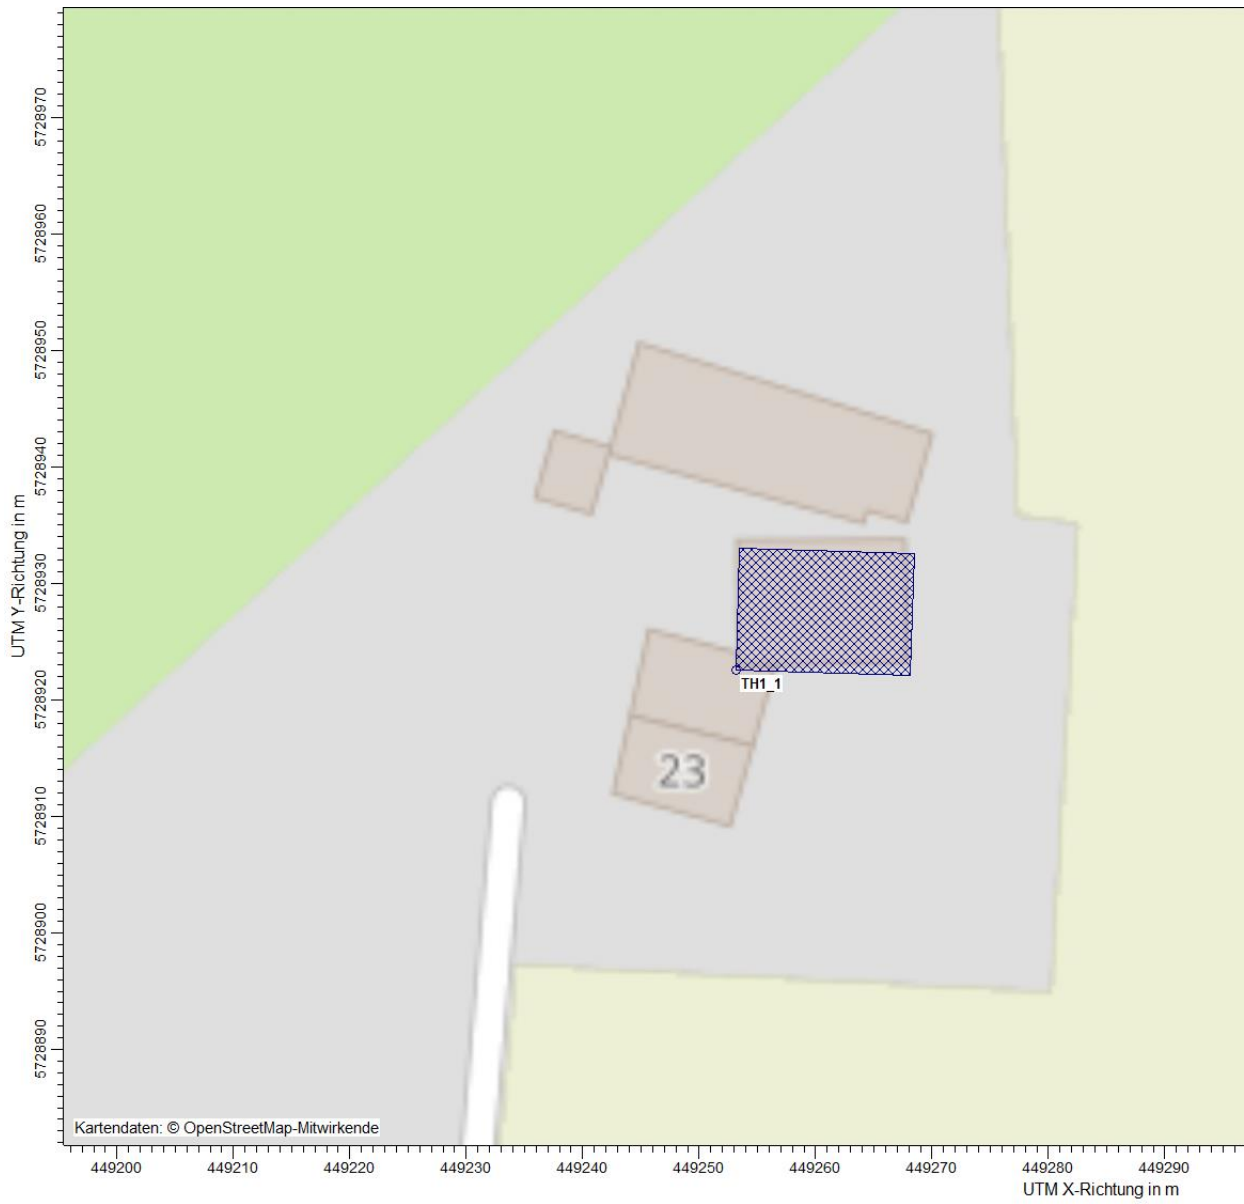 5728970
5728960
5728950
5728940
5728930
5728920
5728910
5728900
5728890
UTM Y-Richtung in m
TH1_1
23
Kartendaten: © OpenStreetMap-Mitwirkende
449200 449210 449220 449230 449240 449250 449260 449270 449280 449290
UTM X-Richtung in m